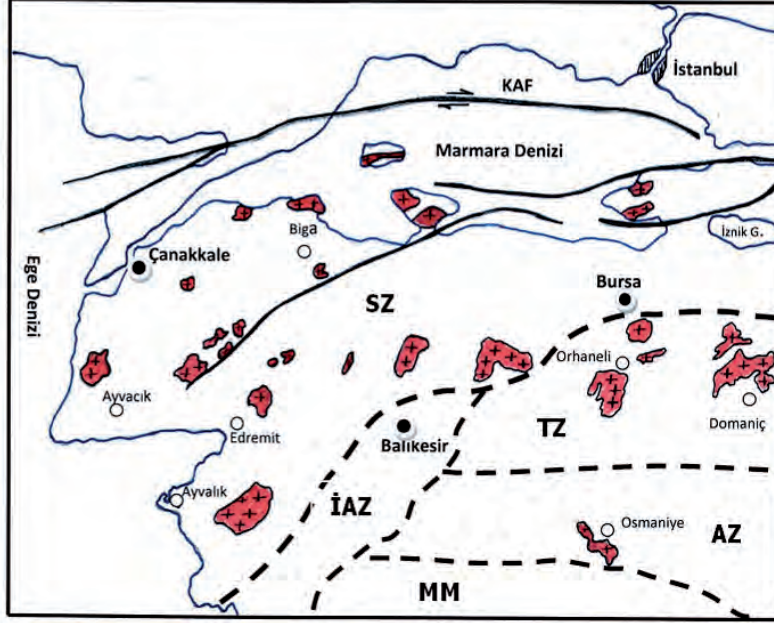 İstanbul
KAF
Marmara Denizi
Biga
İznik G.
Çanakkale
Ege Denizi
Bursa
SZ
Orhaneli
Ayvacık
Edremit
Balıkesir
TZ
Domaniç
Ayvalık
İAZ
Osmaniye
AZ
MM